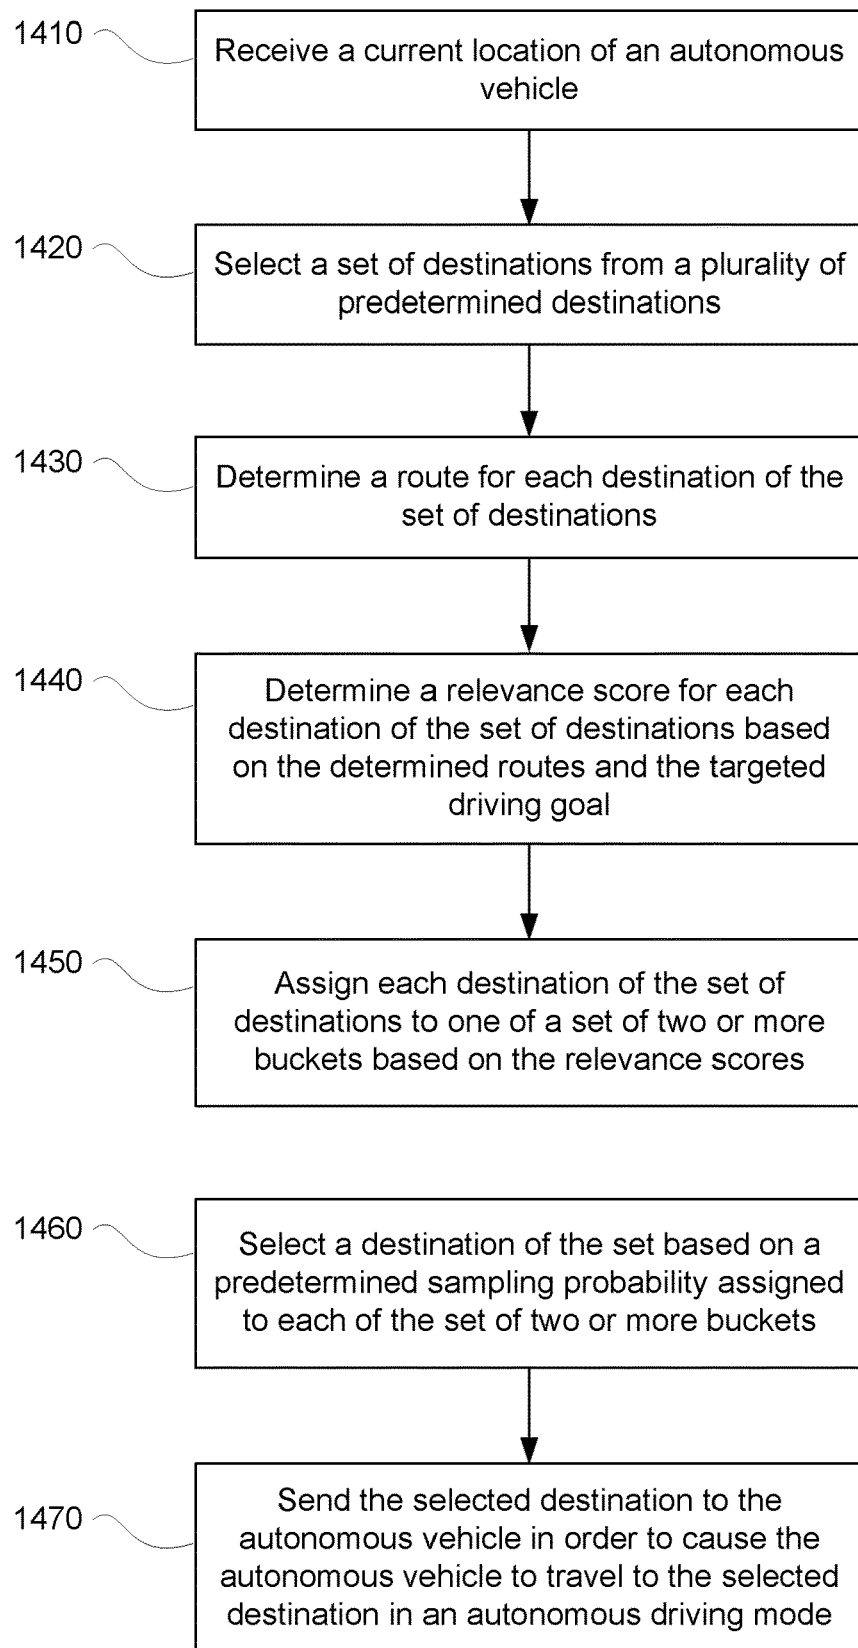 1410
Receive a current location of an autonomous
vehicle
1420
Select a set of destinations from a plurality of
predetermined destinations
1430
Determine a route for each destination of the
set of destinations
1440
Determine a relevance score for each
destination of the set of destinations based
on the determined routes and the targeted
driving goal
1450
Assign each destination of the set of
destinations to one of a set of two or more
buckets based on the relevance scores
1460
Select a destination of the set based on a
predetermined sampling probability assigned
to each of the set of two or more buckets
1470
Send the selected destination to the
autonomous vehicle in order to cause the
autonomous vehicle to travel to the selected
destination in an autonomous driving mode